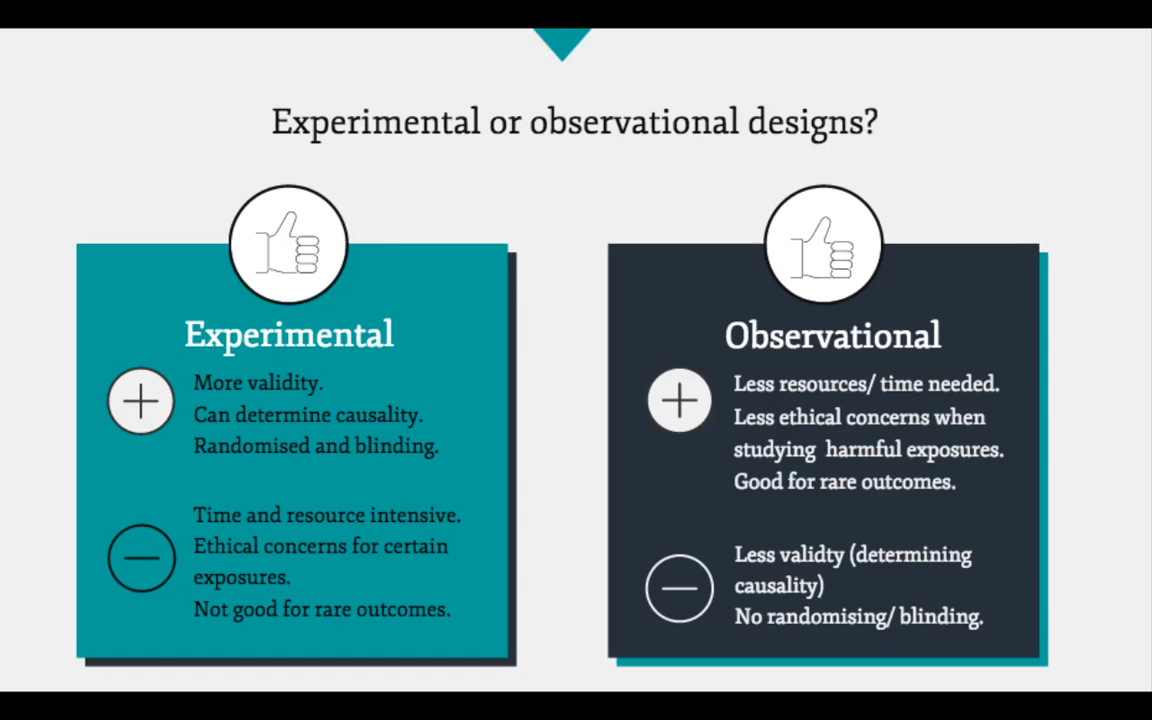 Experimental or observational designs?
Experimental
More validity.
Can determine causality.
Randomised and blinding.
Time and resource intensive.
Ethical concerns for certain
exposures.
Not good for rare outcomes.
Observational
Less resources/ time needed.
Less ethical concerns when
studying harmful exposures.
Good for rare outcomes.
Less validty (determining
causality)
No randomising/ blinding.